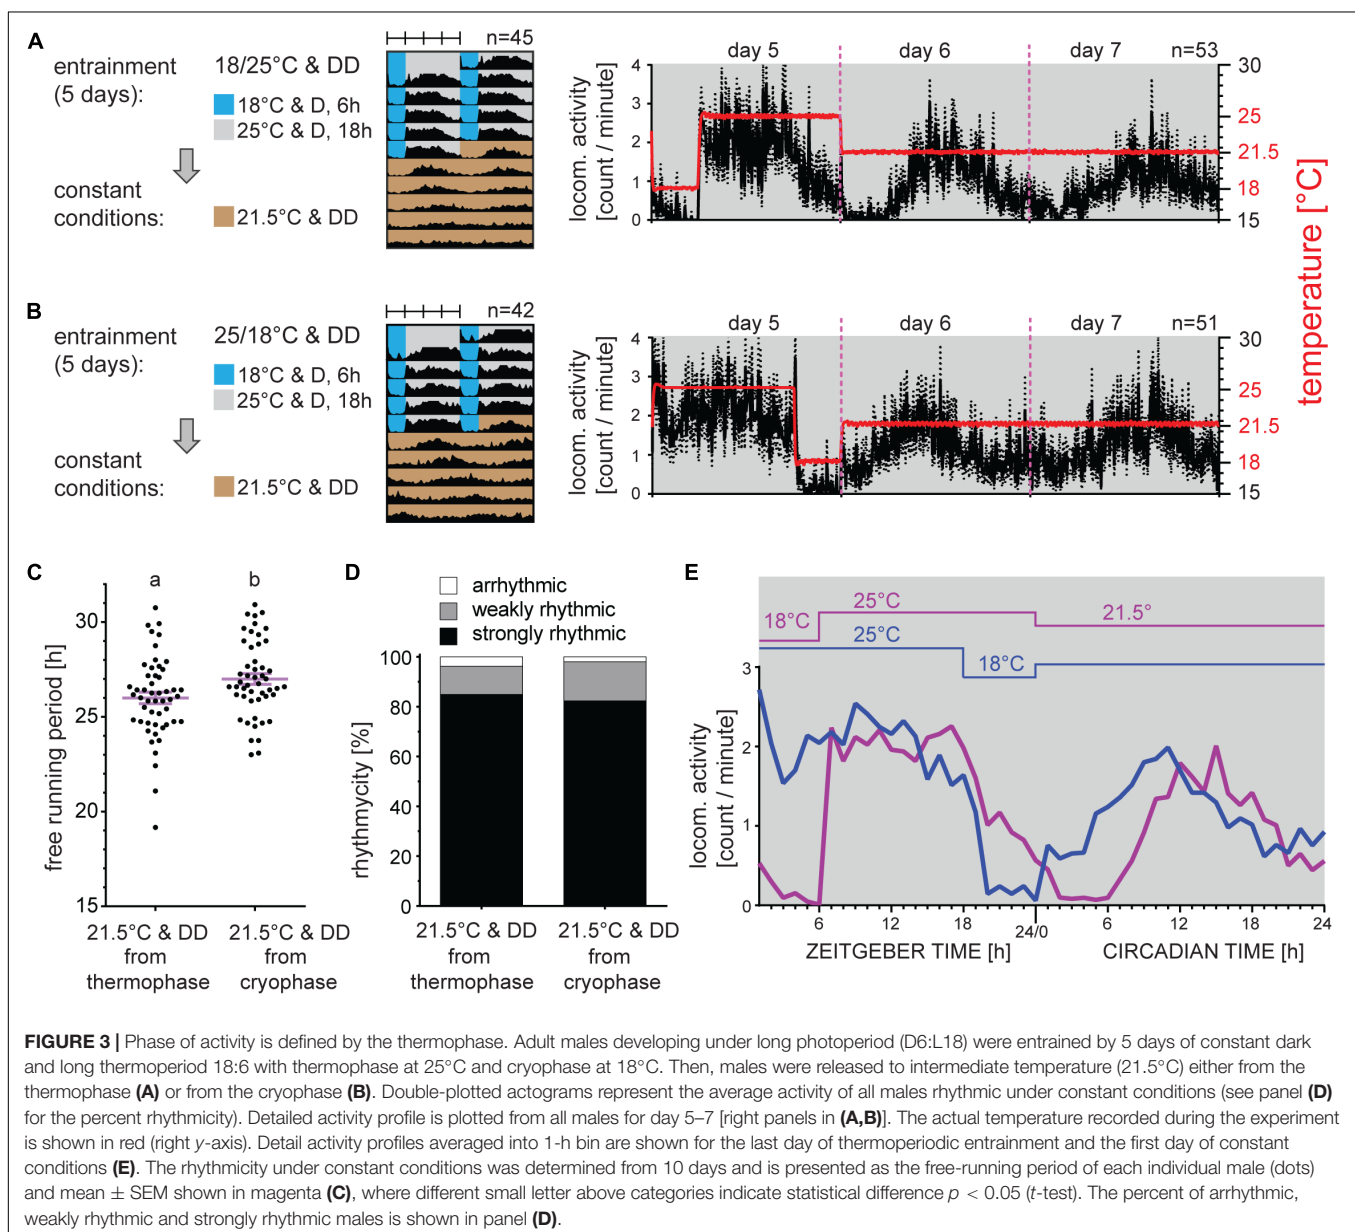 A
entrainment
(5 days):
18/25°C & DD
18°C & D, 6h
25°C & D, 18h
constant
conditions:
21.5°C & DD
n=45
day 5
day 6
day 7
n=53
locom. activity
[count / minute]
4
3
2
1
0
30
25
21.5
18
15
temperature [°C]
B
entrainment
(5 days):
25/18°C & DD
18°C & D, 6h
25°C & D, 18h
constant
conditions:
21.5°C & DD
n=42
day 5
day 6
day 7
n=51
locom. activity
[count / minute]
4
3
2
1
0
30
25
21.5
18
15
C
a
b
free running period [h]
30
25
20
15
21.5°C & DD
from
thermophase
21.5°C & DD
from
cryophase
D
arrhythmic
weakly rhythmic
strongly rhythmic
rhythmycity [%]
100
80
60
40
20
0
21.5°C & DD
from
thermophase
21.5°C & DD
from
cryophase
E
18°C
25°C
21.5°
25°C
18°C
locom. activity
[count / minute]
3
2
1
0
6
12
18
24/0
6
12
18
24
ZEITGEBER TIME [h]
CIRCADIAN TIME [h]
FIGURE 3 | Phase of activity is defined by the thermophase. Adult males developing under long photoperiod (D6:L18) were entrained by 5 days of constant dark
and long thermoperiod 18:6 with thermophase at 25°C and cryophase at 18°C. Then, males were released to intermediate temperature (21.5°C) either from the
thermophase (A) or from the cryophase (B). Double-plotted actograms represent the average activity of all males rhythmic under constant conditions (see panel (D)
for the percent rhythmicity). Detailed activity profile is plotted from all males for day 5–7 [right panels in (A,B)]. The actual temperature recorded during the experiment
is shown in red (right y-axis). Detail activity profiles averaged into 1-h bin are shown for the last day of thermoperiodic entrainment and the first day of constant
conditions (E). The rhythmicity under constant conditions was determined from 10 days and is presented as the free-running period of each individual male (dots)
and mean ± SEM shown in magenta (C), where different small letter above categories indicate statistical difference p < 0.05 (t-test). The percent of arrhythmic,
weakly rhythmic and strongly rhythmic males is shown in panel (D).